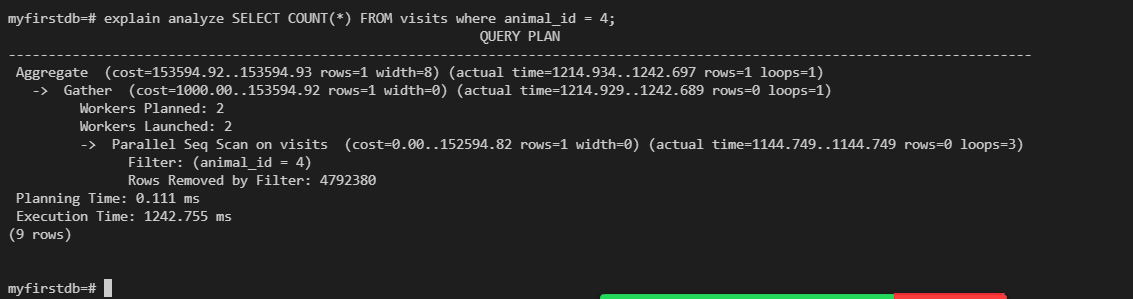 myfirstdb=# explain analyze SELECT COUNT(*) FROM visits where animal_id = 4;
QUERY PLAN
--------------------------------------------------------------------------------------------------------------------------------
Aggregate  (cost=153594.92..153594.93 rows=1 width=8) (actual time=1214.934..1242.697 rows=1 loops=1)
  ->  Gather  (cost=1000.00..153594.92 rows=1 width=0) (actual time=1214.929..1242.689 rows=0 loops=1)
        Workers Planned: 2
        Workers Launched: 2
        ->  Parallel Seq Scan on visits  (cost=0.00..152594.82 rows=1 width=0) (actual time=1144.749..1144.749 rows=0 loops=3)
              Filter: (animal_id = 4)
              Rows Removed by Filter: 4792380
Planning Time: 0.111 ms
Execution Time: 1242.755 ms
(9 rows)
myfirstdb=#